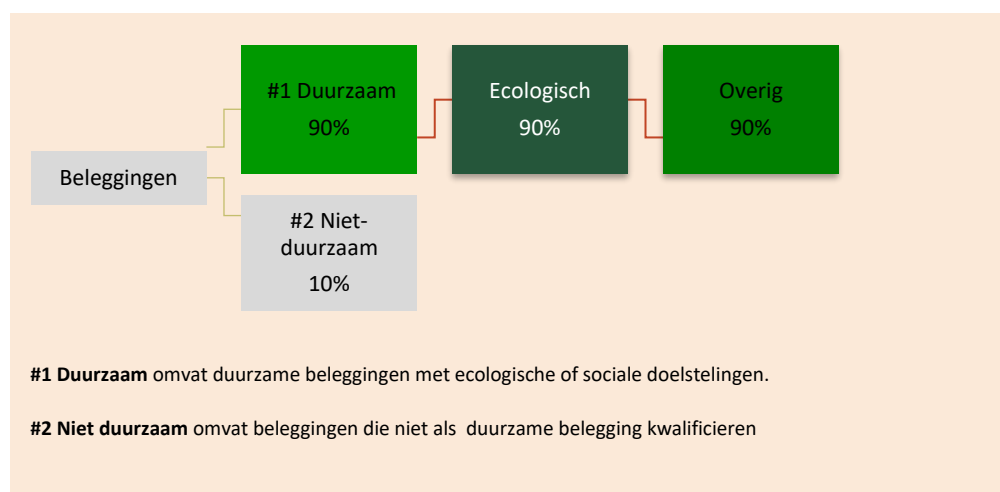 #1 Duurzaam
90%
Ecologisch
90%
Overig
90%
Beleggingen
#2 Niet-
duurzaam
10%
#1 Duurzaam omvat duurzame beleggingen met ecologische of sociale doelstelingen.
#2 Niet duurzaam omvat beleggingen die niet als  duurzame belegging kwalificieren